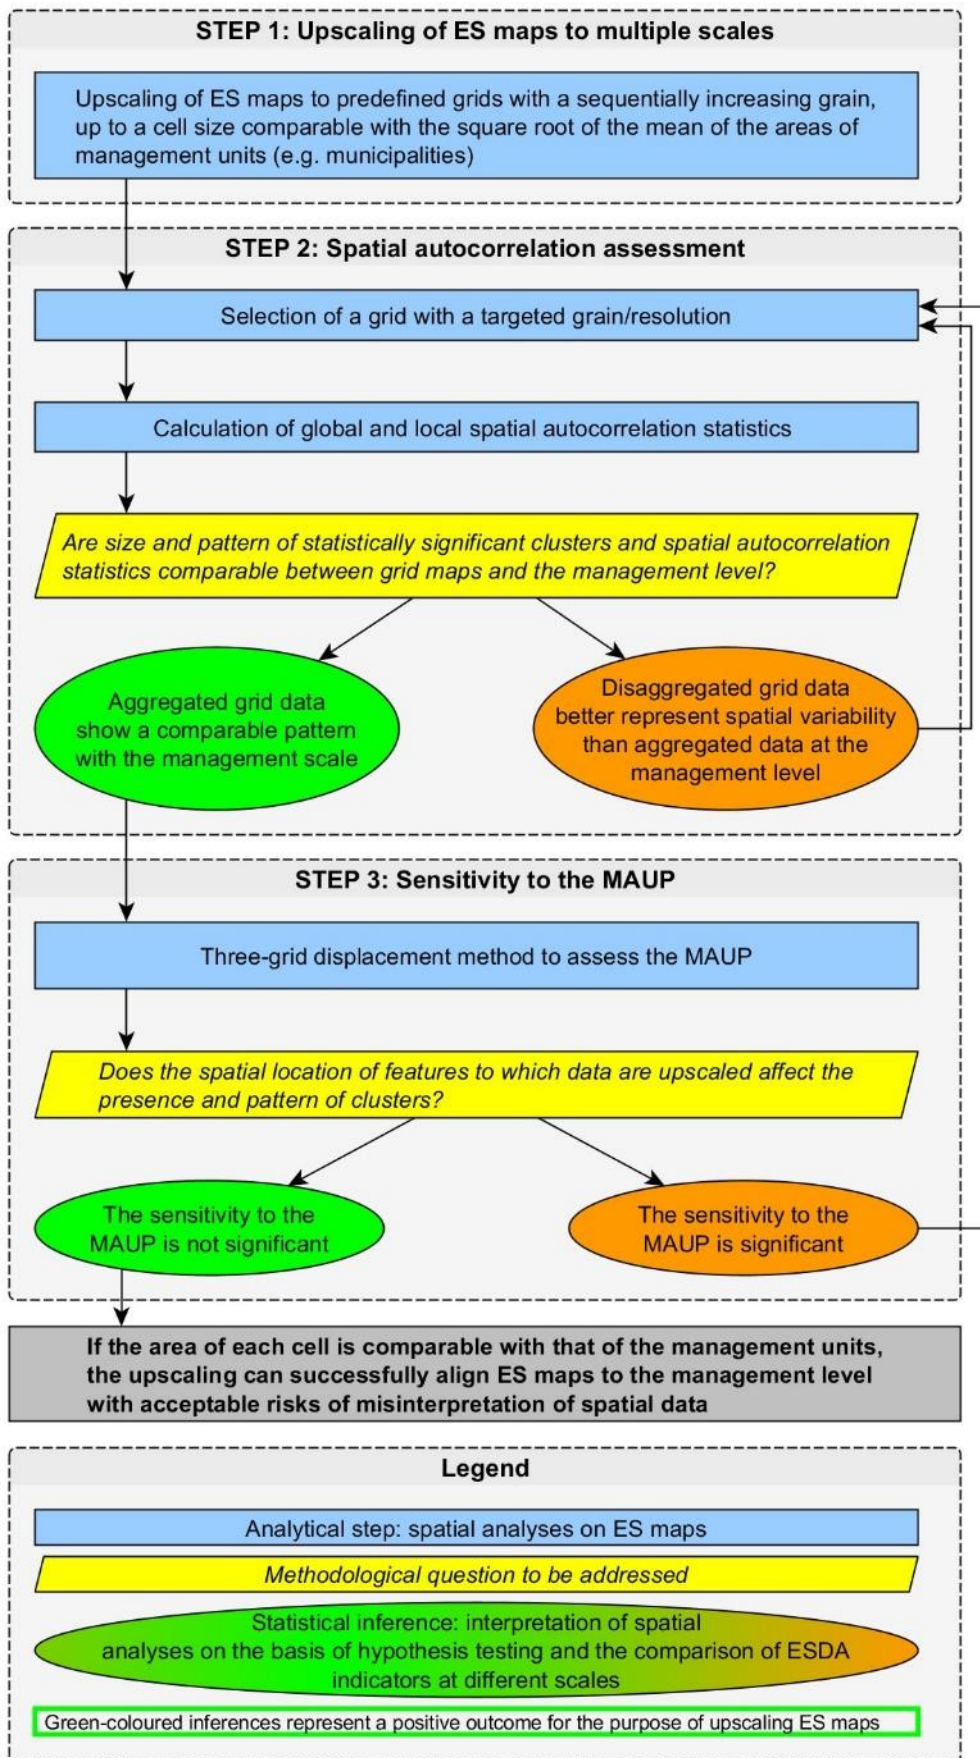 STEP 1: Upscaling of ES maps to multiple scales
Upscaling of ES maps to predefined grids with a sequentially increasing grain,
up to a cell size comparable with the square root of the mean of the areas of
management units (e.g. municipalities)
STEP 2: Spatial autocorrelation assessment
Selection of a grid with a targeted grain/resolution
Calculation of global and local spatial autocorrelation statistics
Are size and pattern of statistically significant clusters and spatial autocorrelation
statistics comparable between grid maps and the management level?
Aggregated grid data
show a comparable pattern
with the management scale
Disaggregated grid data
better represent spatial variability
than aggregated data at the
management level
STEP 3: Sensitivity to the MAUP
Three-grid displacement method to assess the MAUP
Does the spatial location of features to which data are upscaled affect the
presence and pattern of clusters?
The sensitivity to the
MAUP is not significant
The sensitivity to the
MAUP is significant
If the area of each cell is comparable with that of the management units,
the upscaling can successfully align ES maps to the management level
with acceptable risks of misinterpretation of spatial data
Legend
Analytical step: spatial analyses on ES maps
Methodological question to be addressed
Statistical inference: interpretation of spatial
analyses on the basis of hypothesis testing and the comparison of ESDA
indicators at different scales
Green-coloured inferences represent a positive outcome for the purpose of upscaling ES maps